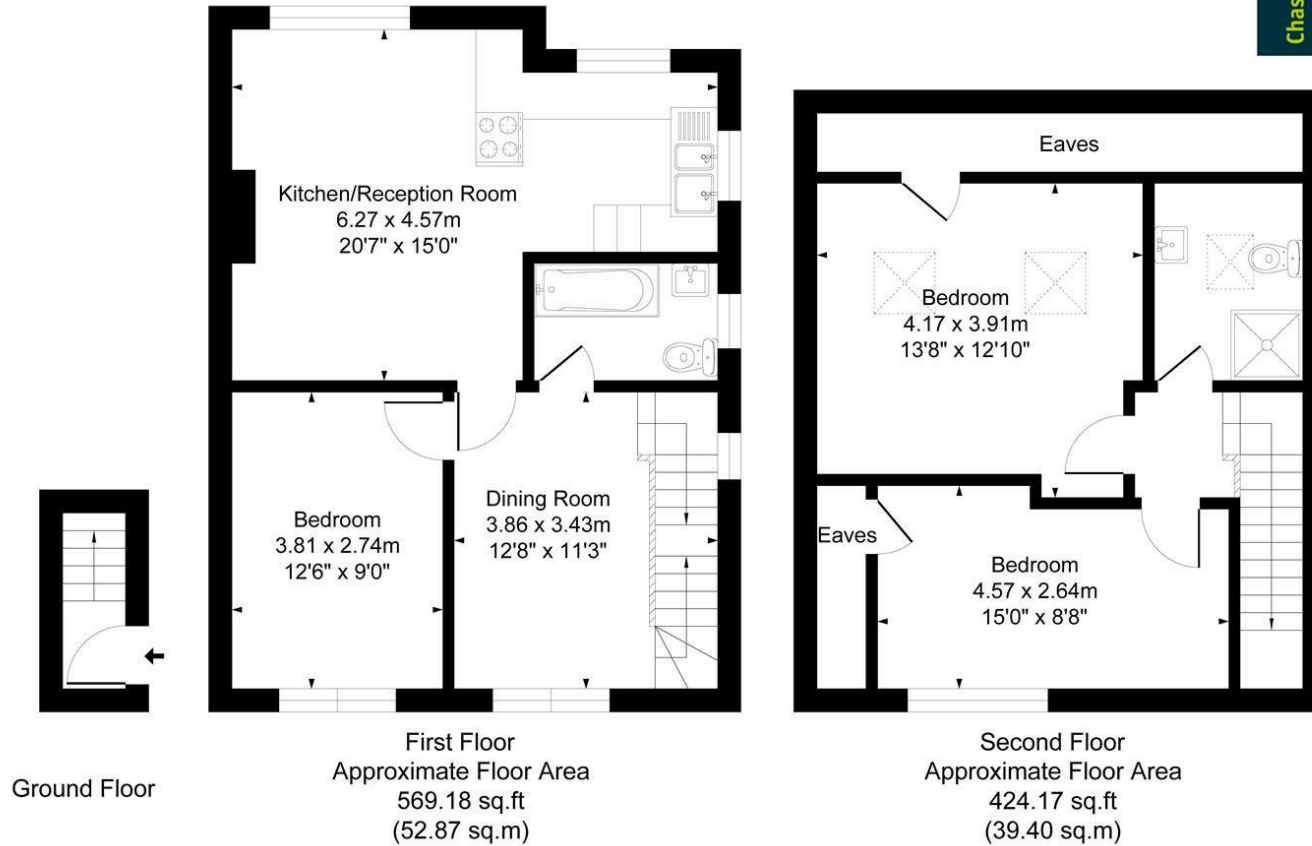 Chas
Kitchen/Reception Room
6.27 x 4.57m
20'7" x 15'0"
Bedroom
3.81 x 2.74m
12'6" x 9'0"
Dining Room
3.86 x 3.43m
12'8" x 11'3"
Eaves
Bedroom
4.17 x 3.91m
13'8" x 12'10"
Eaves
Bedroom
4.57 x 2.64m
15'0" x 8'8"
Ground Floor
First Floor
Approximate Floor Area
569.18 sq.ft
(52.87 sq.m)
Second Floor
Approximate Floor Area
424.17 sq.ft
(39.40 sq.m)